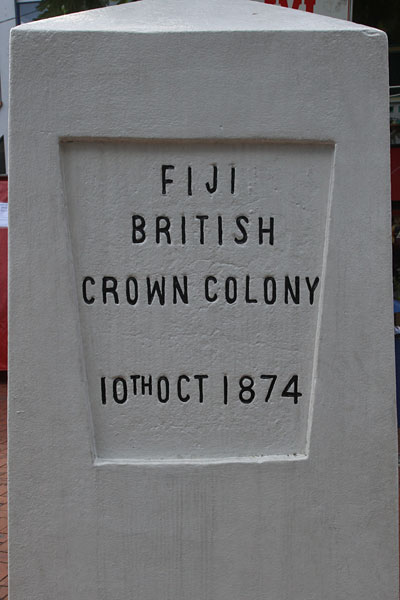 FIJI
BRITISH
CROWN COLONY
10TH OCT 1874